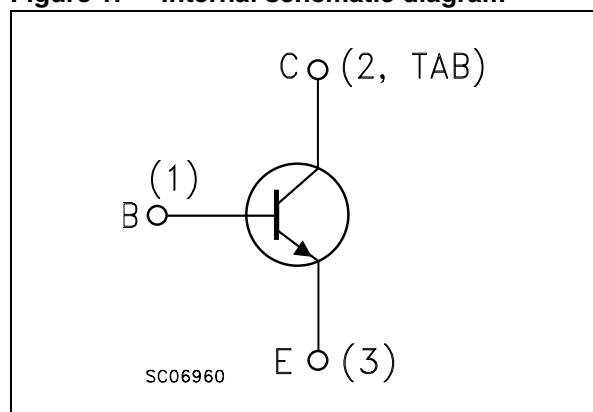 Figure 1. Internal schematic diagram
C (2, TAB)
(1)
B
E (3)
SC06960